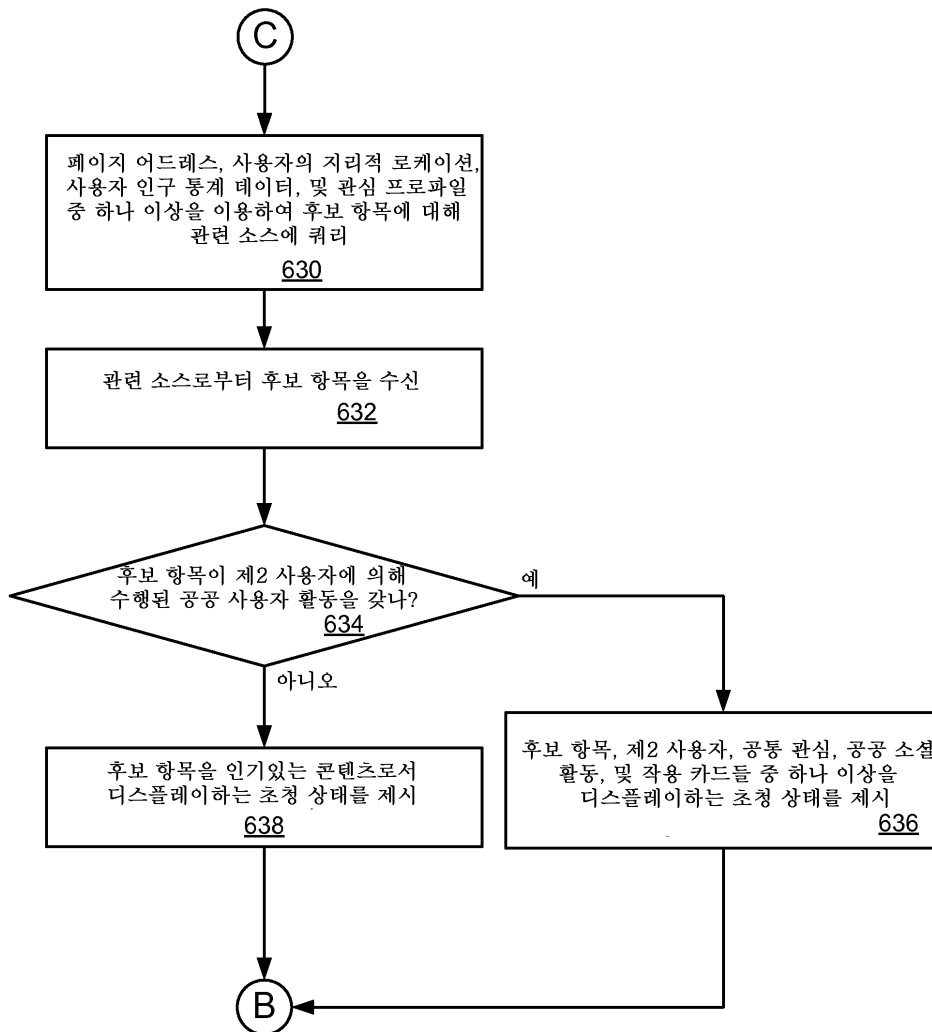 C
페이지 어드레스, 사용자의 지리적 로케이션,
사용자 인구 통계 데이터, 및 관심 프로파일
중 하나 이상을 이용하여 후보 항목에 대해
관련 소스에 쿼리
630
관련 소스로부터 후보 항목을 수신
632
후보 항목이 제2 사용자에 의해
수행된 공공 사용자 활동을 갖나?
634
예
아니오
후보 항목을 인기있는 콘텐츠로서
디스플레이하는 초청 상태를 제시
638
후보 항목, 제2 사용자, 공통 관심, 공공 소셜
활동, 및 작용 카드들 중 하나 이상을
디스플레이하는 초청 상태를 제시
636
B